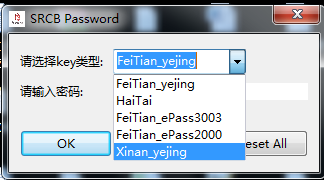 SRCB Password
请选择key类型: FeiTian_yejing
FeiTian_yejing
HaiTai
FeiTian_ePass3003
FeiTian_ePass2000
Xinan_yejing
请输入密码:
OK
eset All